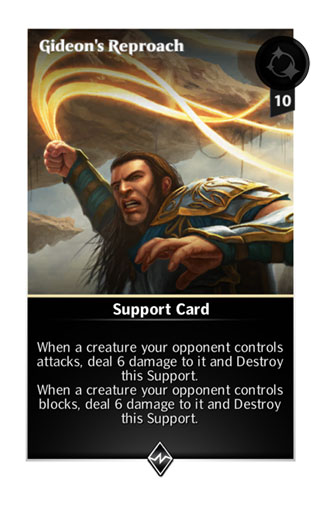 Gideon's Reproach
10
Support Card
When a creature your opponent controls
attacks, deal 6 damage to it and Destroy
this Support.
When a creature your opponent controls
blocks, deal 6 damage to it and Destroy
this Support.